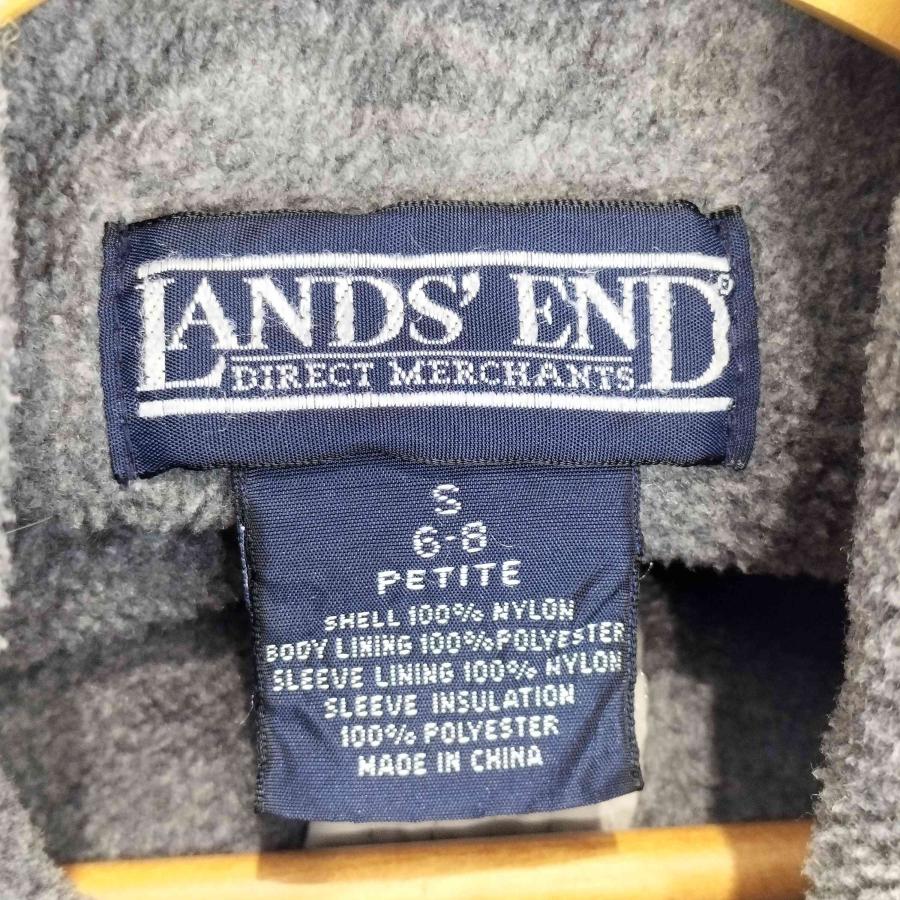 LANDS' END®
DIRECT MERCHANTS
S
6-8
PETITE
SHELL 100% NYLON
BODY LINING 100% POLYESTER
SLEEVE LINING 100% NYLON
SLEEVE INSULATION
100% POLYESTER
MADE IN CHINA